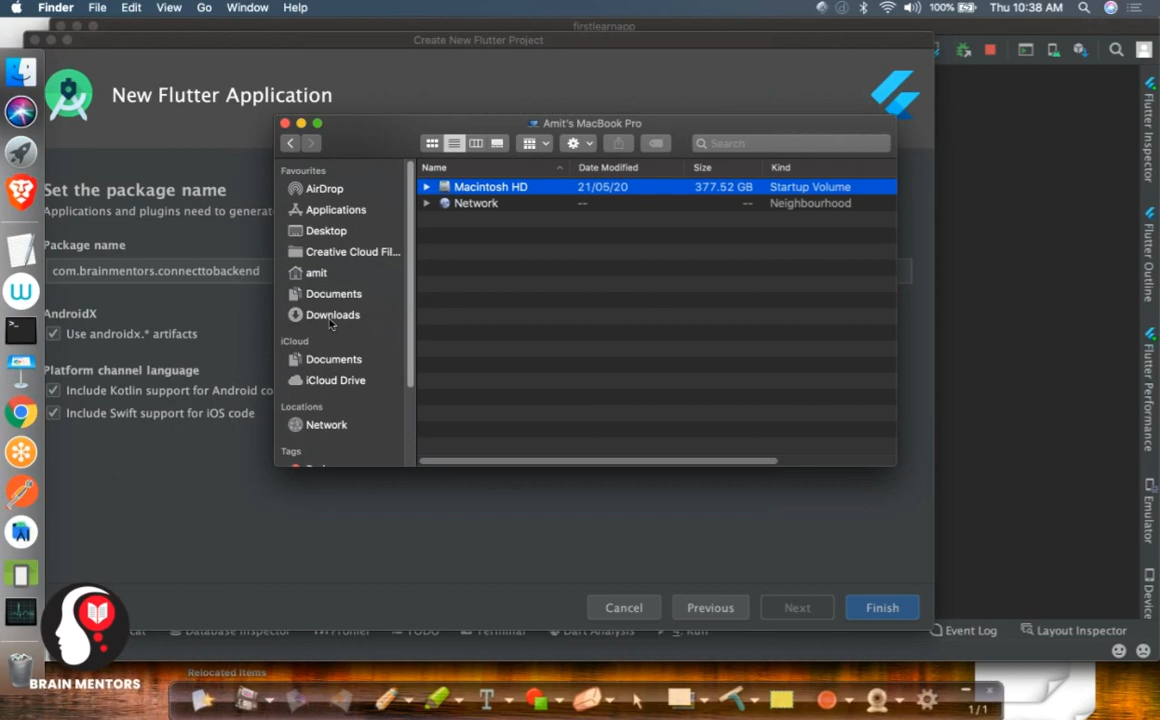 Finder File Edit View Go Window Help 100% Thu 10:38 AM
firstlearnapp
Create New Flutter Project
New Flutter Application
Amit's MacBook Pro
Search
Set the package name
Applications and plugins need to generat
Package name
com.brainmentors.connecttobackend
AndroidX
Use androidx.* artifacts
Platform channel language
Include Kotlin support for Android co
Include Swift support for iOS code
Favourites
AirDrop
Applications
Desktop
Creative Cloud Fil...
amit
Documents
Downloads
iCloud
Documents
iCloud Drive
Locations
Network
Tags
Name Date Modified Size Kind
Macintosh HD 21/05/20 377.52 GB Startup Volume
Network -- -- Neighbourhood
Cancel Previous Next Finish
Flutter Inspector
Flutter Outline
Flutter Performance
Emulator
Device
Database Inspector Profiler TODO Terminal Dart Analysis Run Event Log Layout Inspector
Relocated Items
BRAIN MENTORS
1/1